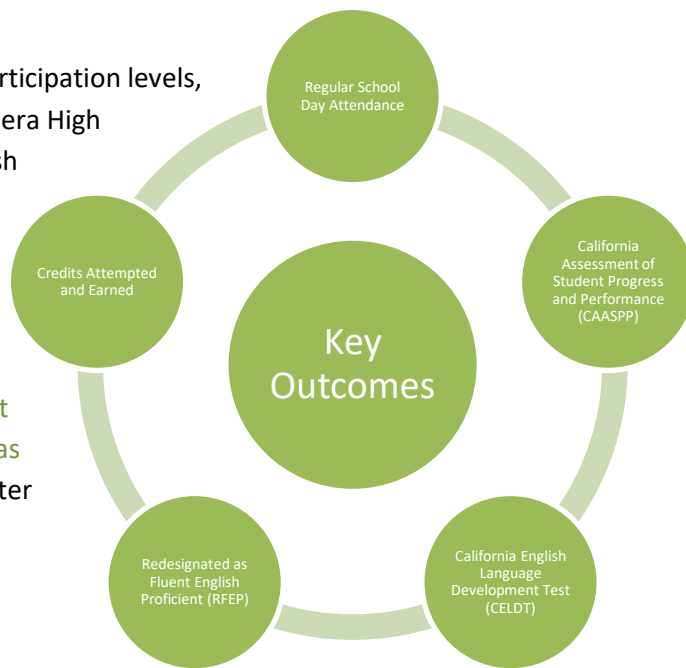 rticipation levels,
era High
sh
t
as
ter
Regular School
Day Attendance
California
Assessment of
Student Progress
and Performance
(CAASPP)
California English
Language
Development Test
(CELDT)
Redesignated as
Fluent English
Proficient (RFEP)
Credits Attempted
and Earned
Key
Outcomes